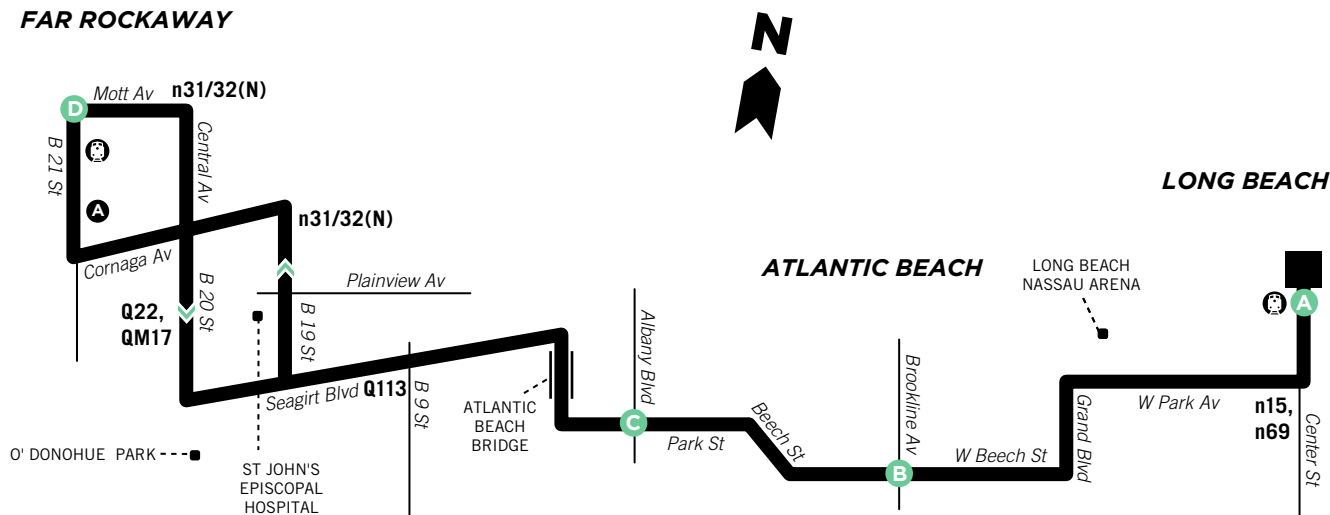 FAR ROCKAWAY
N
D
Mott Av
n31/32(N)
B 21 St
Central Av
A
LONG BEACH
n31/32(N)
Cornaga Av
ATLANTIC BEACH
LONG BEACH
NASSAU ARENA
Plainview Av
A
Q22,
QM17
B 20 St
B 19 St
Albany Blvd
Brookline Av
Seagirt Blvd
Q113
B 9 St
ATLANTIC
BEACH
BRIDGE
C
Park St
Beech St
B
W Beech St
Grand Blvd
W Park Av
n15,
n69
Center St
O' DONOHUE PARK
ST JOHN'S
EPISCOPAL
HOSPITAL